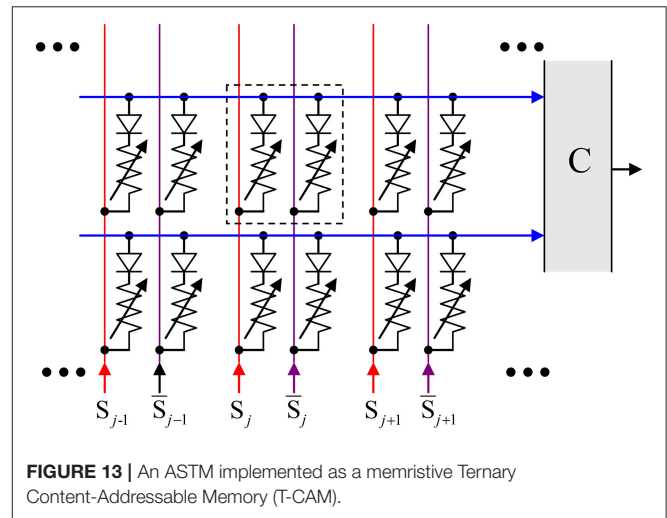 C
S_{j-1} S̅_{j-1} S_j S̅_j S_{j+1} S̅_{j+1}
FIGURE 13 | An ASTM implemented as a memristive Ternary
Content-Addressable Memory (T-CAM).